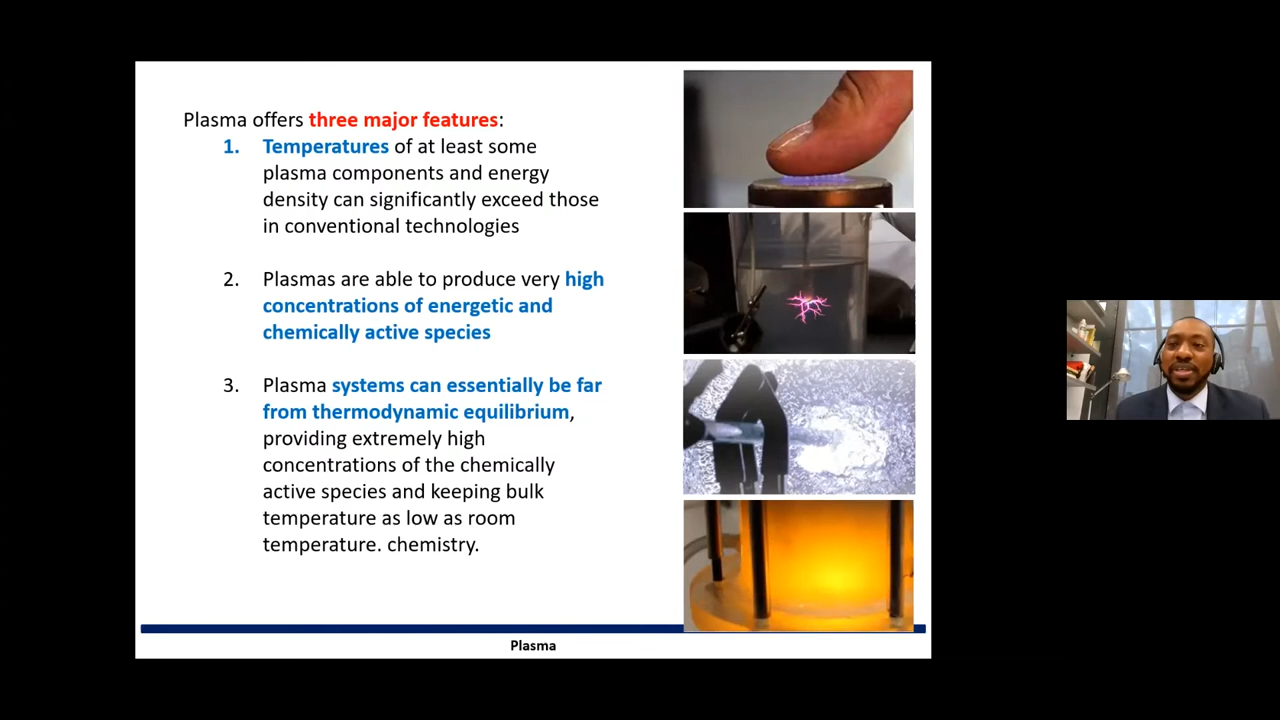 Plasma offers three major features:
1. Temperatures of at least some
plasma components and energy
density can significantly exceed those
in conventional technologies
2. Plasmas are able to produce very high
concentrations of energetic and
chemically active species
3. Plasma systems can essentially be far
from thermodynamic equilibrium,
providing extremely high
concentrations of the chemically
active species and keeping bulk
temperature as low as room
temperature. chemistry.
Plasma